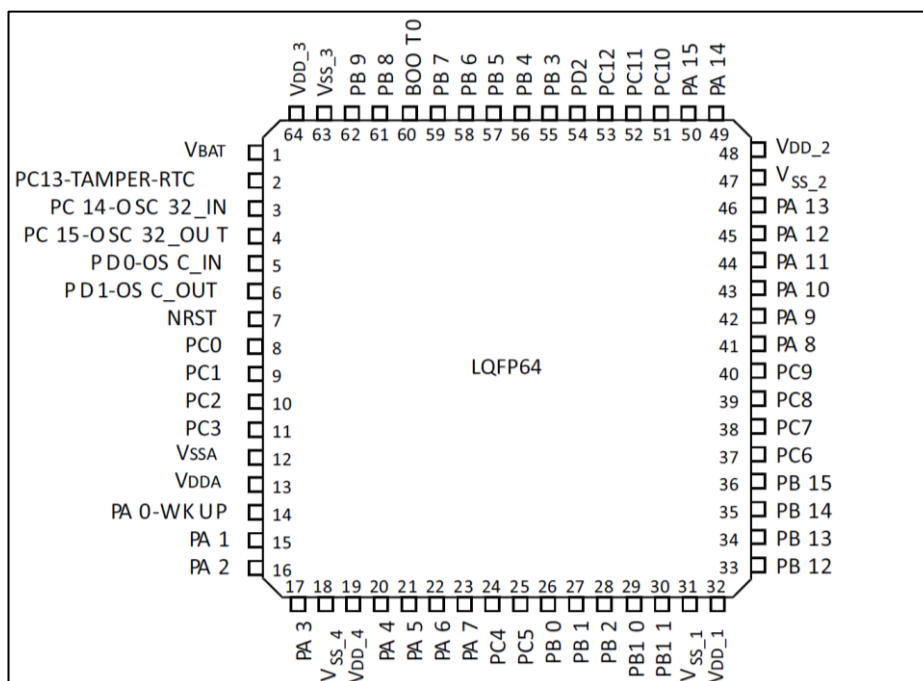 VDD_3
VSS_3
PB 9
PB 8
BOO T0
PB 7
PB 6
PB 5
PB 4
PB 3
PD2
PC12
PC11
PC10
PA 15
PA 14
64 63 62 61 60 59 58 57 56 55 54 53 52 51 50 49
VBAT 1
PC13-TAMPER-RTC 2
PC 14-OSC 32_IN 3
PC 15-OSC 32_OU T 4
PD0-OS C_IN 5
PD1-OS C_OUT 6
NRST 7
PC0 8
PC1 9
PC2 10
PC3 11
VSSA 12
VDDA 13
PA 0-WK UP 14
PA 1 15
PA 2 16
LQFP64
48 VDD_2
47 VSS_2
46 PA 13
45 PA 12
44 PA 11
43 PA 10
42 PA 9
41 PA 8
40 PC9
39 PC8
38 PC7
37 PC6
36 PB 15
35 PB 14
34 PB 13
33 PB 12
17 18 19 20 21 22 23 24 25 26 27 28 29 30 31 32
PA 3
VSS_4
VDD_4
PA 4
PA 5
PA 6
PA 7
PC4
PC5
PB 0
PB 1
PB 2
PB1 0
PB1 1
VSS_1
VDD_1